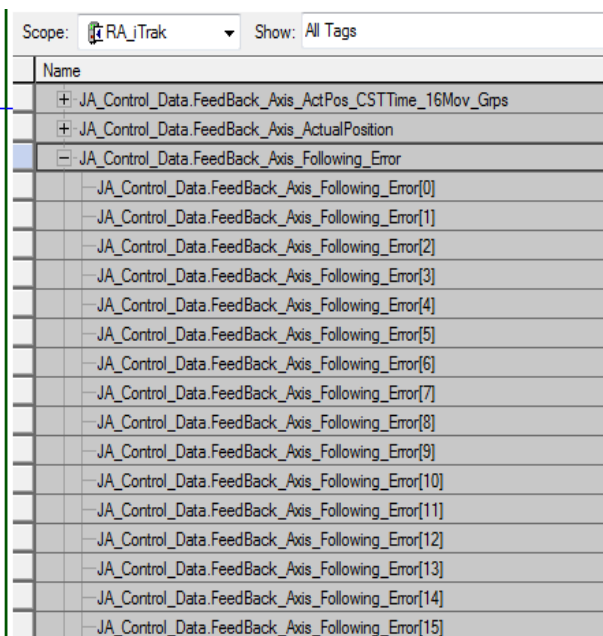 Scope: RA_iTrak Show: All Tags
Name
JA_Control_Data.FeedBack_Axis_ActPos_CSTTime_16Mov_Grps
JA_Control_Data.FeedBack_Axis_ActualPosition
JA_Control_Data.FeedBack_Axis_Following_Error
JA_Control_Data.FeedBack_Axis_Following_Error[0]
JA_Control_Data.FeedBack_Axis_Following_Error[1]
JA_Control_Data.FeedBack_Axis_Following_Error[2]
JA_Control_Data.FeedBack_Axis_Following_Error[3]
JA_Control_Data.FeedBack_Axis_Following_Error[4]
JA_Control_Data.FeedBack_Axis_Following_Error[5]
JA_Control_Data.FeedBack_Axis_Following_Error[6]
JA_Control_Data.FeedBack_Axis_Following_Error[7]
JA_Control_Data.FeedBack_Axis_Following_Error[8]
JA_Control_Data.FeedBack_Axis_Following_Error[9]
JA_Control_Data.FeedBack_Axis_Following_Error[10]
JA_Control_Data.FeedBack_Axis_Following_Error[11]
JA_Control_Data.FeedBack_Axis_Following_Error[12]
JA_Control_Data.FeedBack_Axis_Following_Error[13]
JA_Control_Data.FeedBack_Axis_Following_Error[14]
JA_Control_Data.FeedBack_Axis_Following_Error[15]